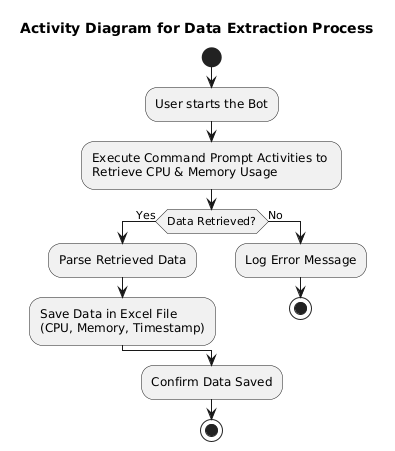 Activity Diagram for Data Extraction Process
User starts the Bot
Execute Command Prompt Activities to
Retrieve CPU & Memory Usage
Data Retrieved?
Yes
No
Parse Retrieved Data
Log Error Message
Save Data in Excel File
(CPU, Memory, Timestamp)
Confirm Data Saved